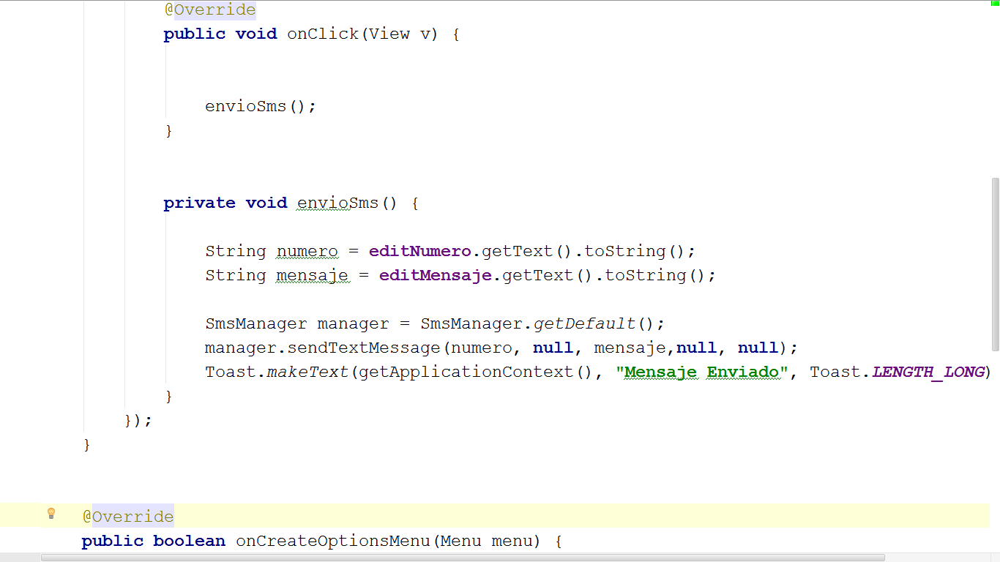 @Override
public void onClick(View v) {
envioSms();
}
private void envioSms() {
String numero = editNumero.getText().toString();
String mensaje = editMensaje.getText().toString();
SmsManager manager = SmsManager.getDefault();
manager.sendTextMessage(numero, null, mensaje,null, null);
Toast.makeText(getApplicationContext(), "Mensaje Enviado", Toast.LENGTH_LONG)
}
});
}
@Override
public boolean onCreateOptionsMenu(Menu menu) {